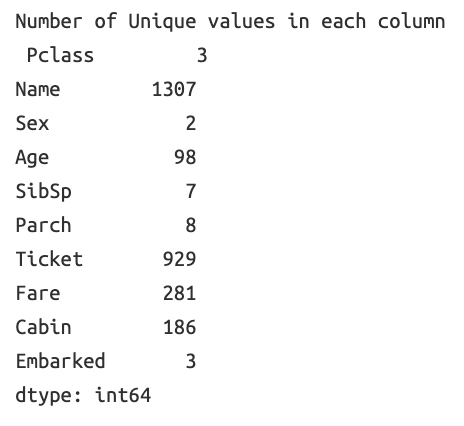 Number of Unique values in each column
Pclass 3
Name 1307
Sex 2
Age 98
SibSp 7
Parch 8
Ticket 929
Fare 281
Cabin 186
Embarked 3
dtype: int64